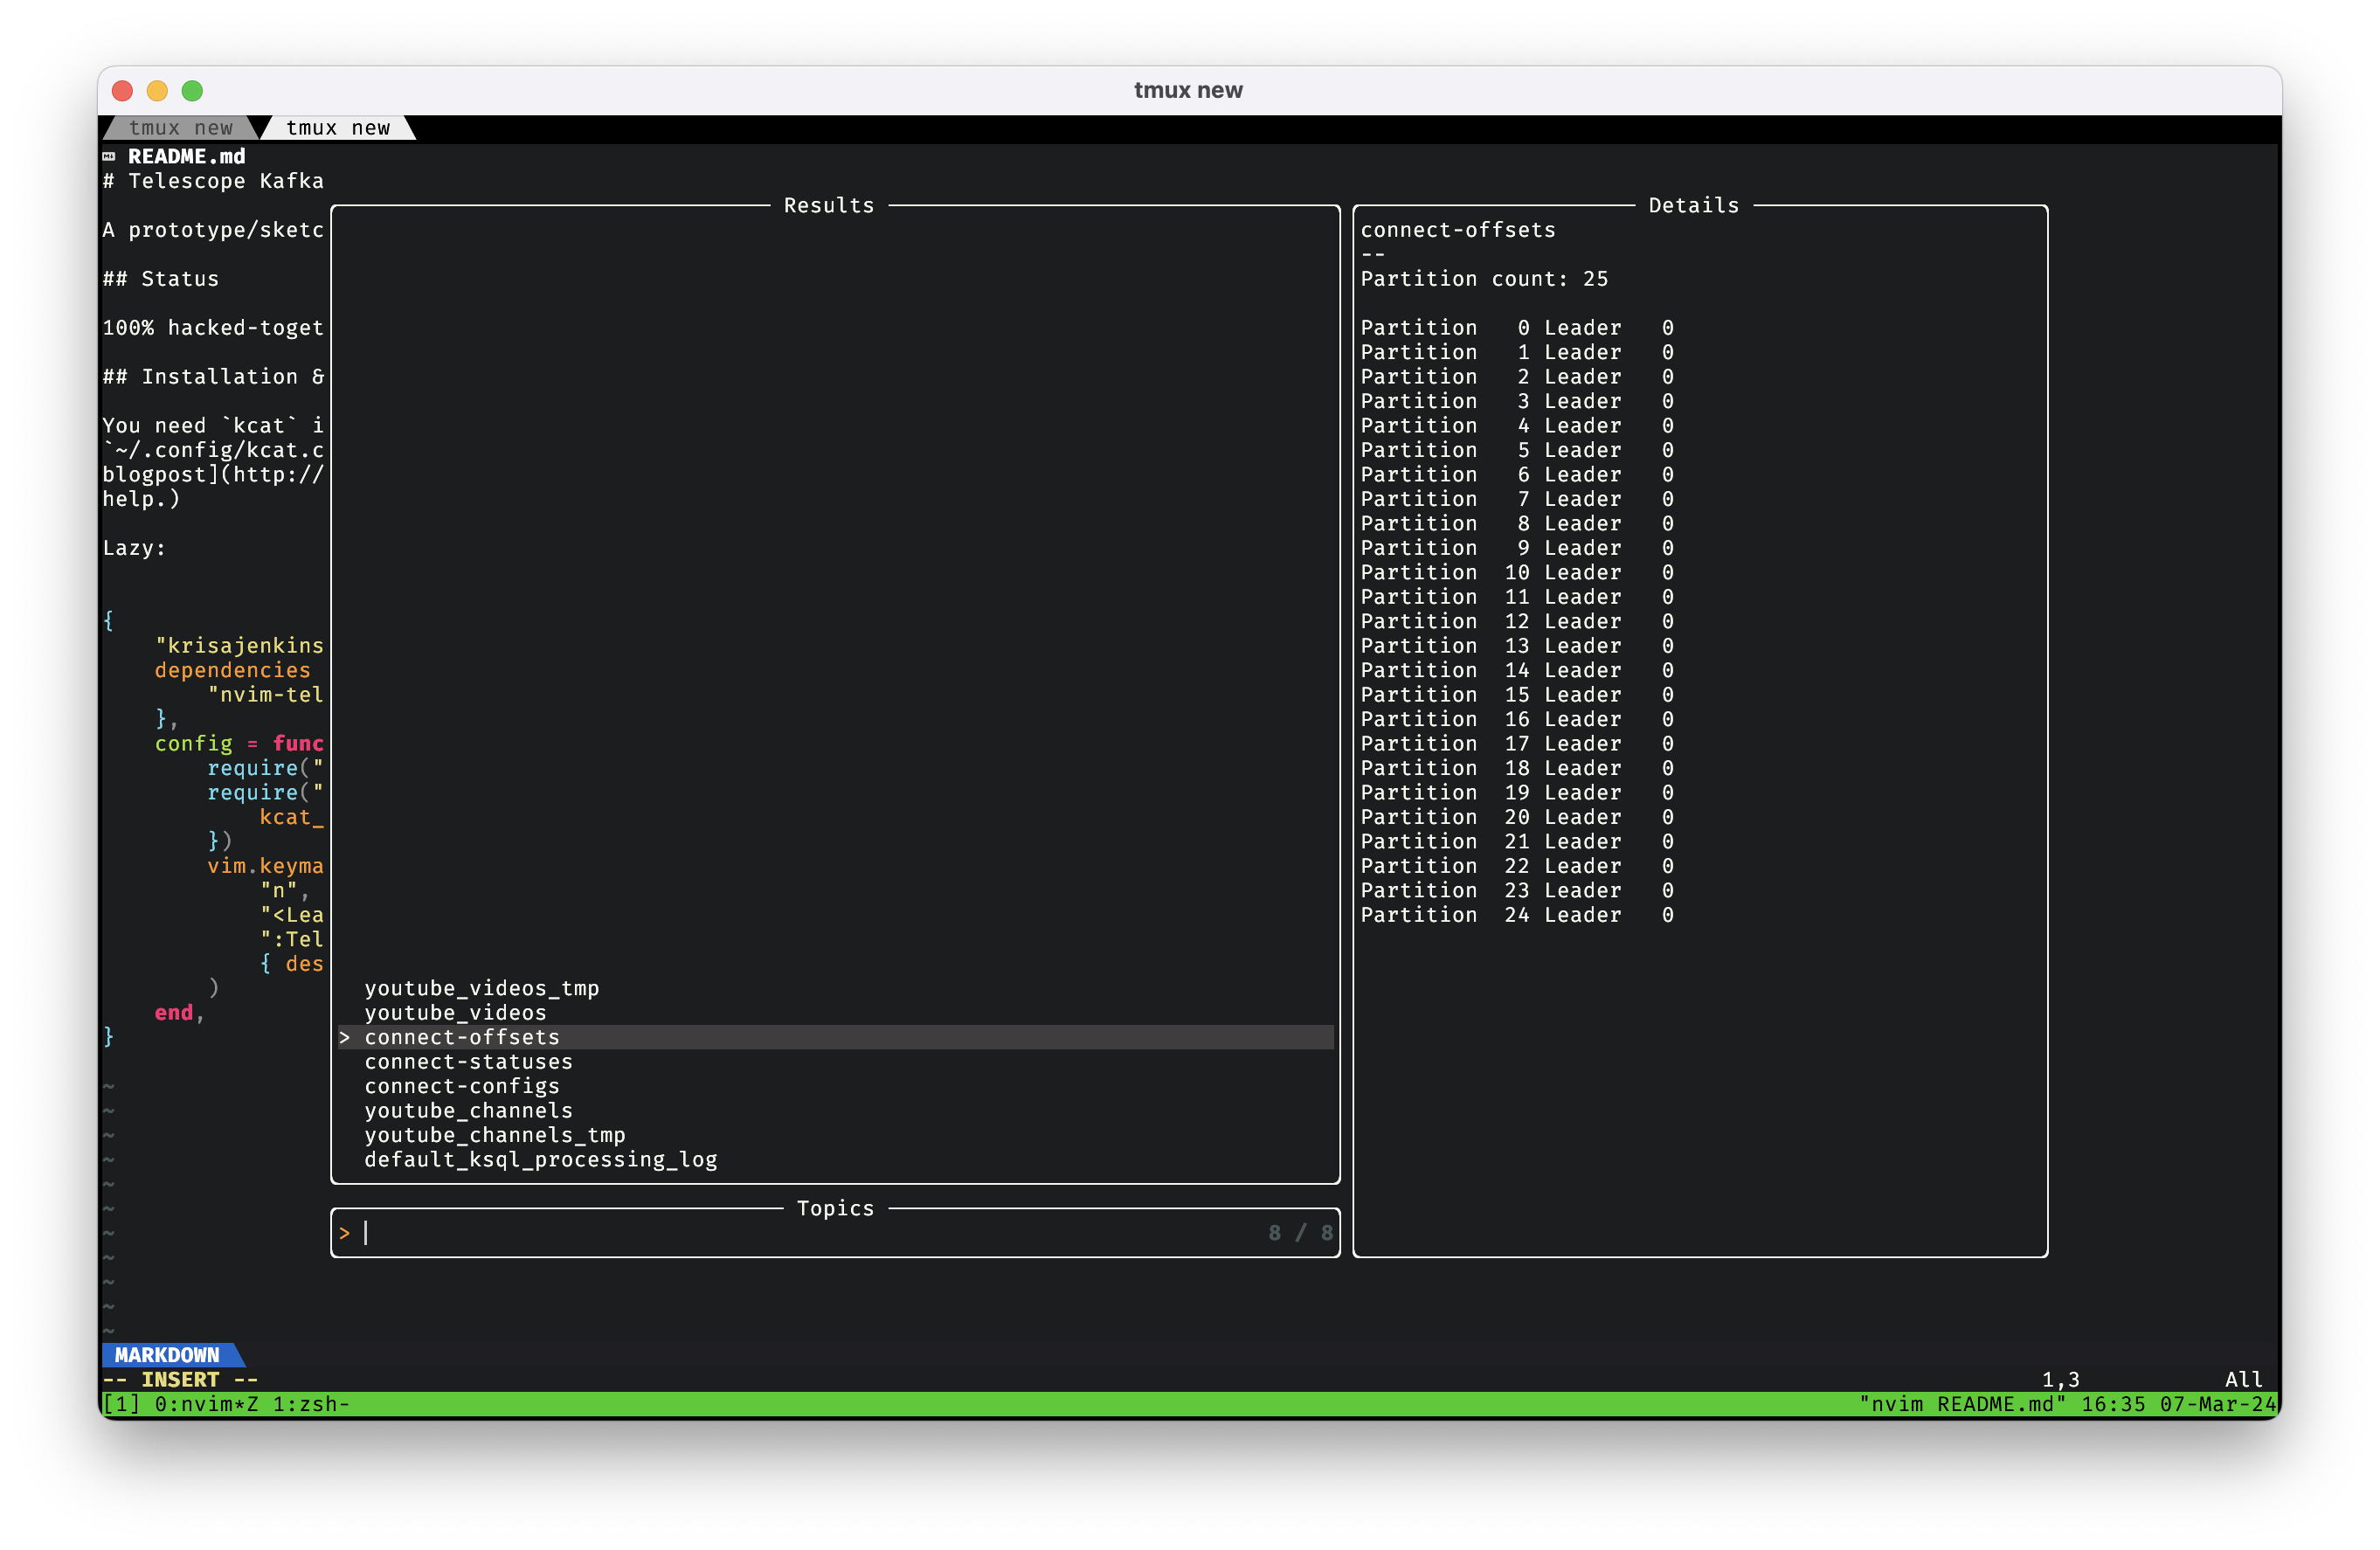 tmux new
tmux new tmux new
README.md
# Telescope Kafka
A prototype/sketc
## Status
100% hacked-toget
## Installation &
You need `kcat` i
`~/.config/kcat.c
blogpost](http://
help.)
Lazy:
{
"krisajenkins
dependencies
"nvim-tel
},
config = func
require("
require("
kcat_
})
vim.keyma
"n",
"<Lea
":Tel
{ des
)
end,
}
~
~
~
~
~
~
~
~
~
~
~
Results
youtube_videos_tmp
youtube_videos
> connect-offsets
connect-statuses
connect-configs
youtube_channels
youtube_channels_tmp
default_ksql_processing_log
Topics
> 8 / 8
Details
connect-offsets
--
Partition count: 25
Partition 0 Leader 0
Partition 1 Leader 0
Partition 2 Leader 0
Partition 3 Leader 0
Partition 4 Leader 0
Partition 5 Leader 0
Partition 6 Leader 0
Partition 7 Leader 0
Partition 8 Leader 0
Partition 9 Leader 0
Partition 10 Leader 0
Partition 11 Leader 0
Partition 12 Leader 0
Partition 13 Leader 0
Partition 14 Leader 0
Partition 15 Leader 0
Partition 16 Leader 0
Partition 17 Leader 0
Partition 18 Leader 0
Partition 19 Leader 0
Partition 20 Leader 0
Partition 21 Leader 0
Partition 22 Leader 0
Partition 23 Leader 0
Partition 24 Leader 0
MARKDOWN
-- INSERT -- 1,3 All
[1] 0:nvim*Z 1:zsh- "nvim README.md" 16:35 07-Mar-24